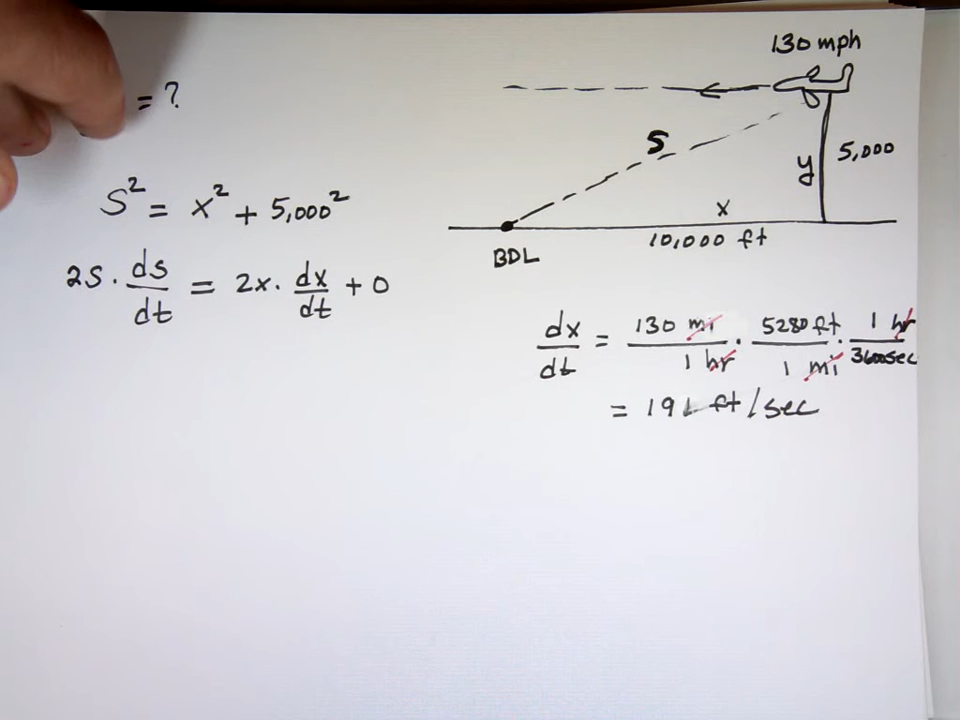 = ?
S² = x² + 5,000²
2S · ds/dt = 2x · dx/dt + 0
130 mph
S
y
5,000
x
10,000 ft
BDL
dx/dt = 130 mi/1 hr · 5280 ft/1 mi · 1 hr/3600 sec
= 191 ft/sec